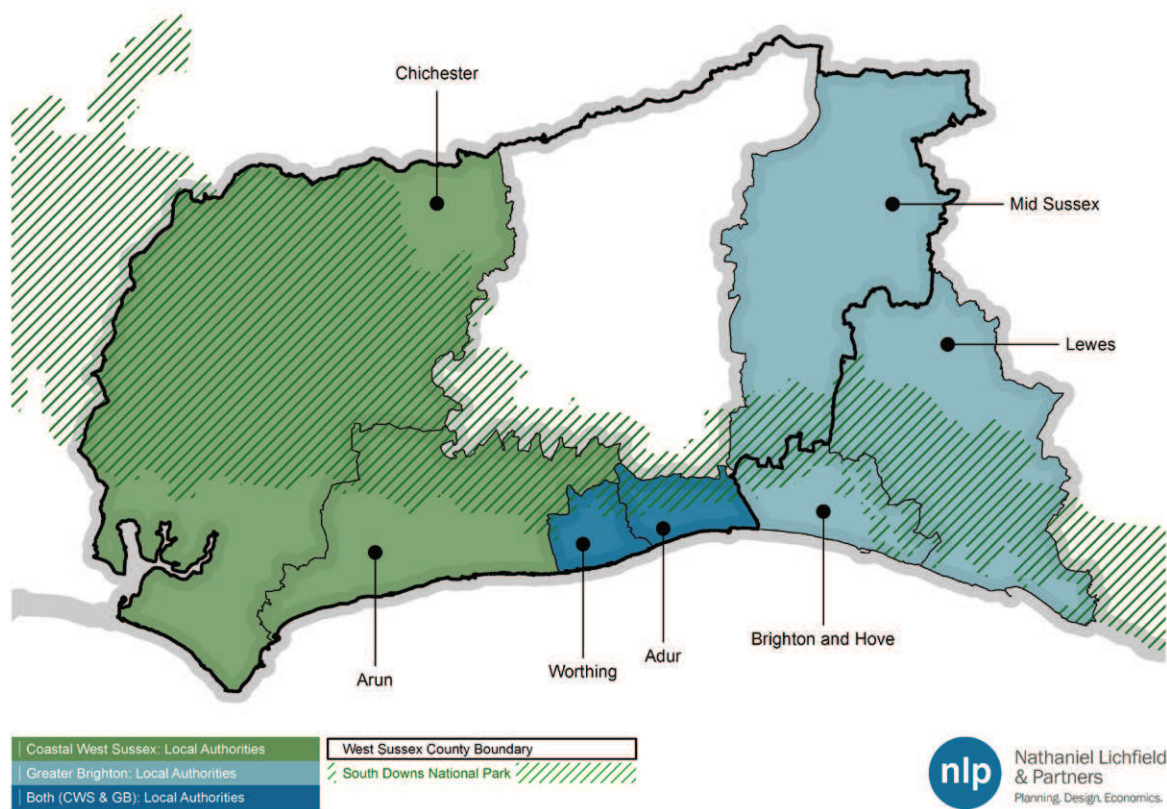 Chichester
Mid Sussex
Lewes
Brighton and Hove
Adur
Worthing
Arun
Coastal West Sussex: Local Authorities
West Sussex County Boundary
Greater Brighton: Local Authorities
South Downs National Park
Both (CWS & GB): Local Authorities
nlp
Nathaniel Lichfield
& Partners
Planning. Design. Economics.